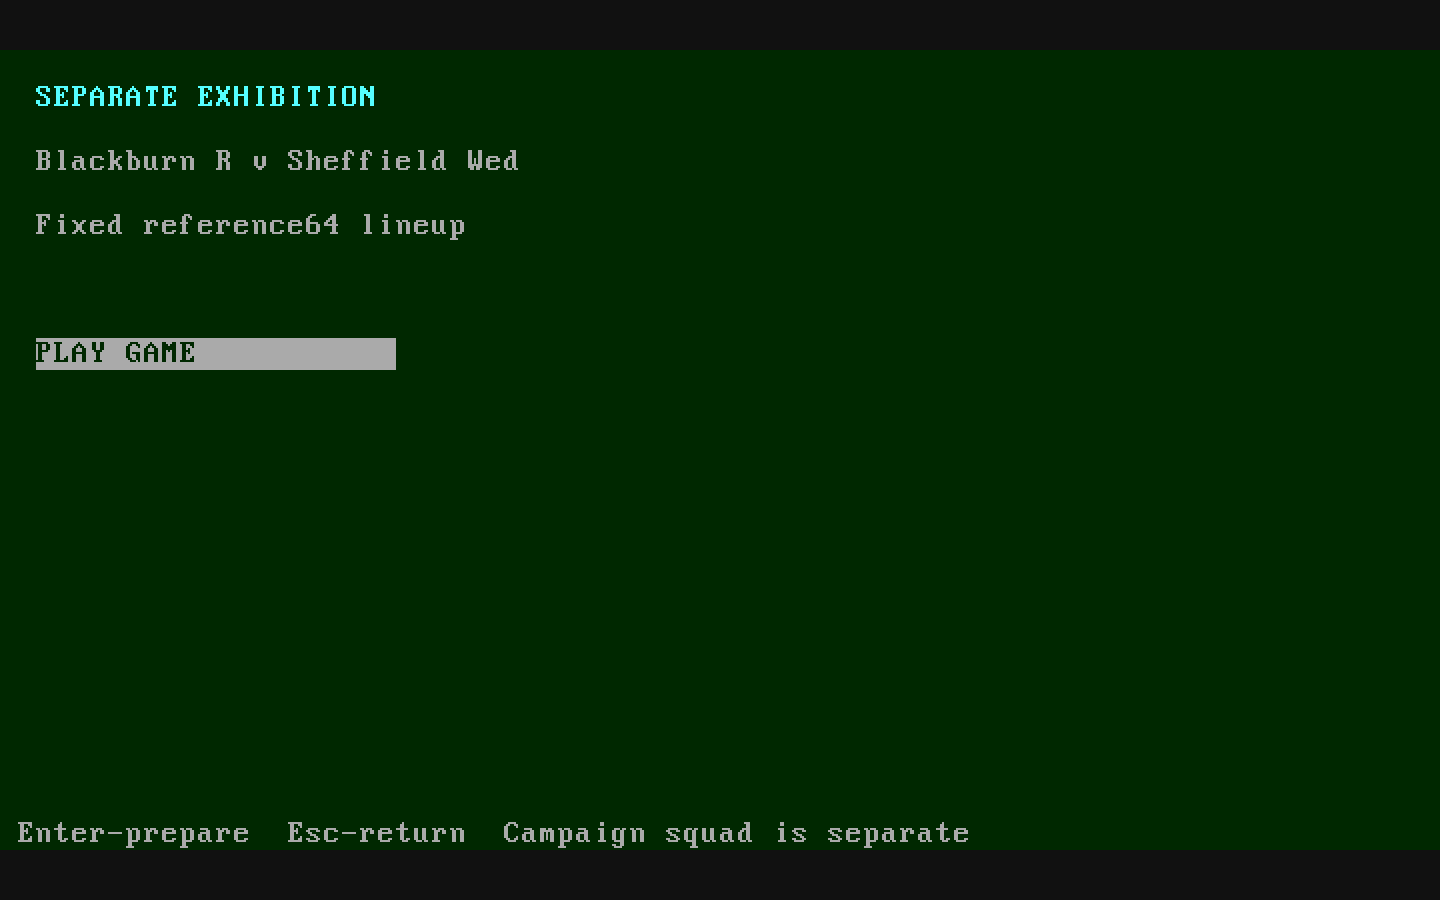 SEPARATE EXHIBITION
Blackburn R v Sheffield Wed
Fixed reference64 lineup
PLAY GAME
Enter-prepare  Esc-return  Campaign squad is separate